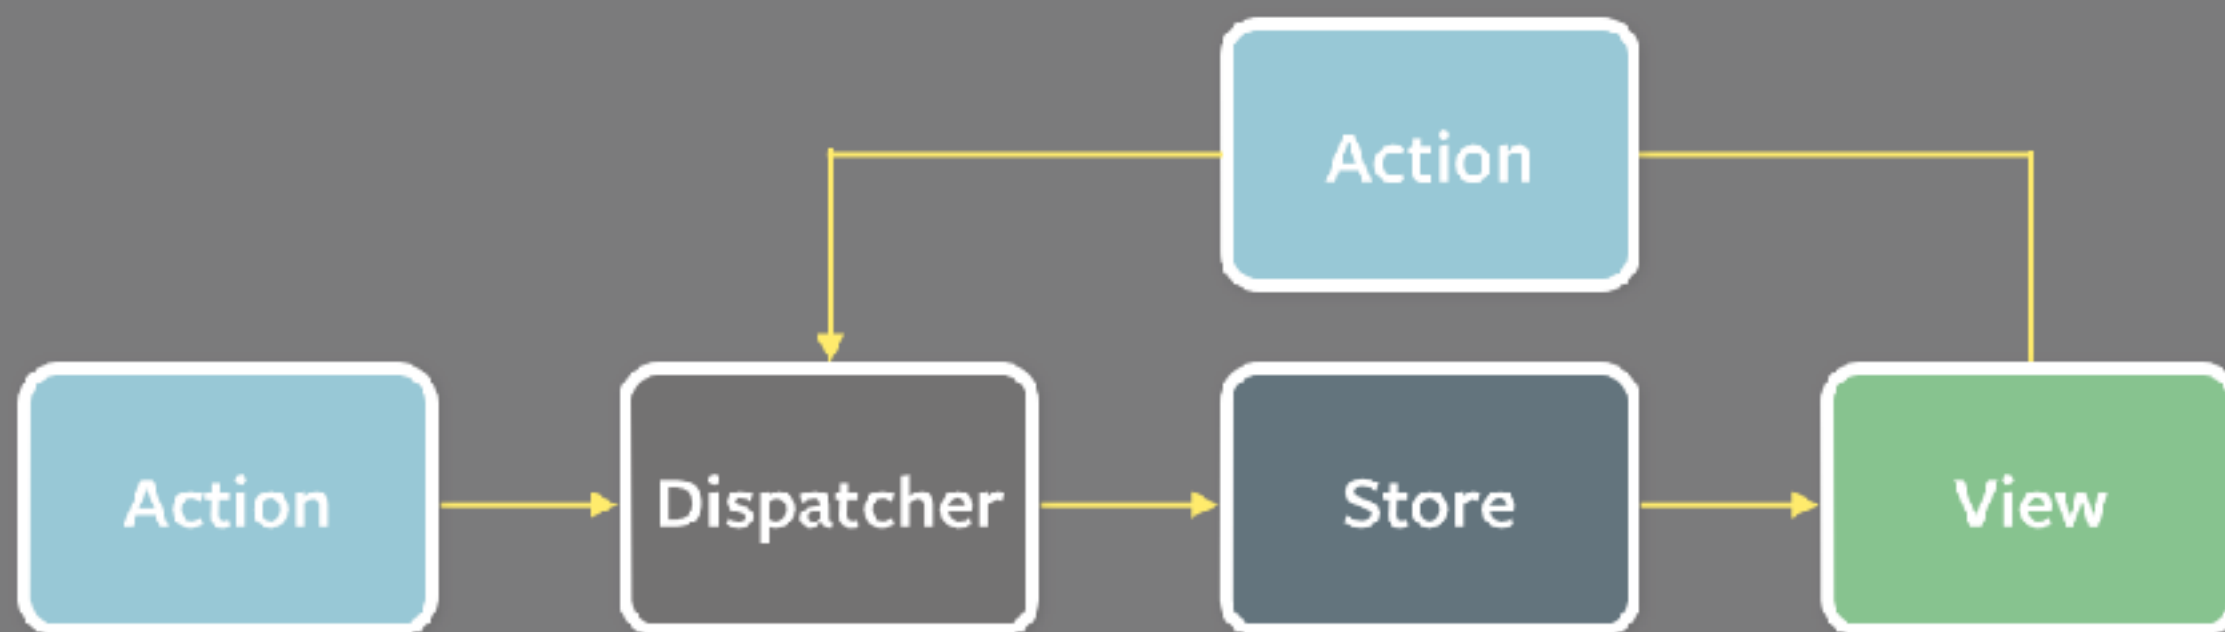 Action
Action
Dispatcher
Store
View